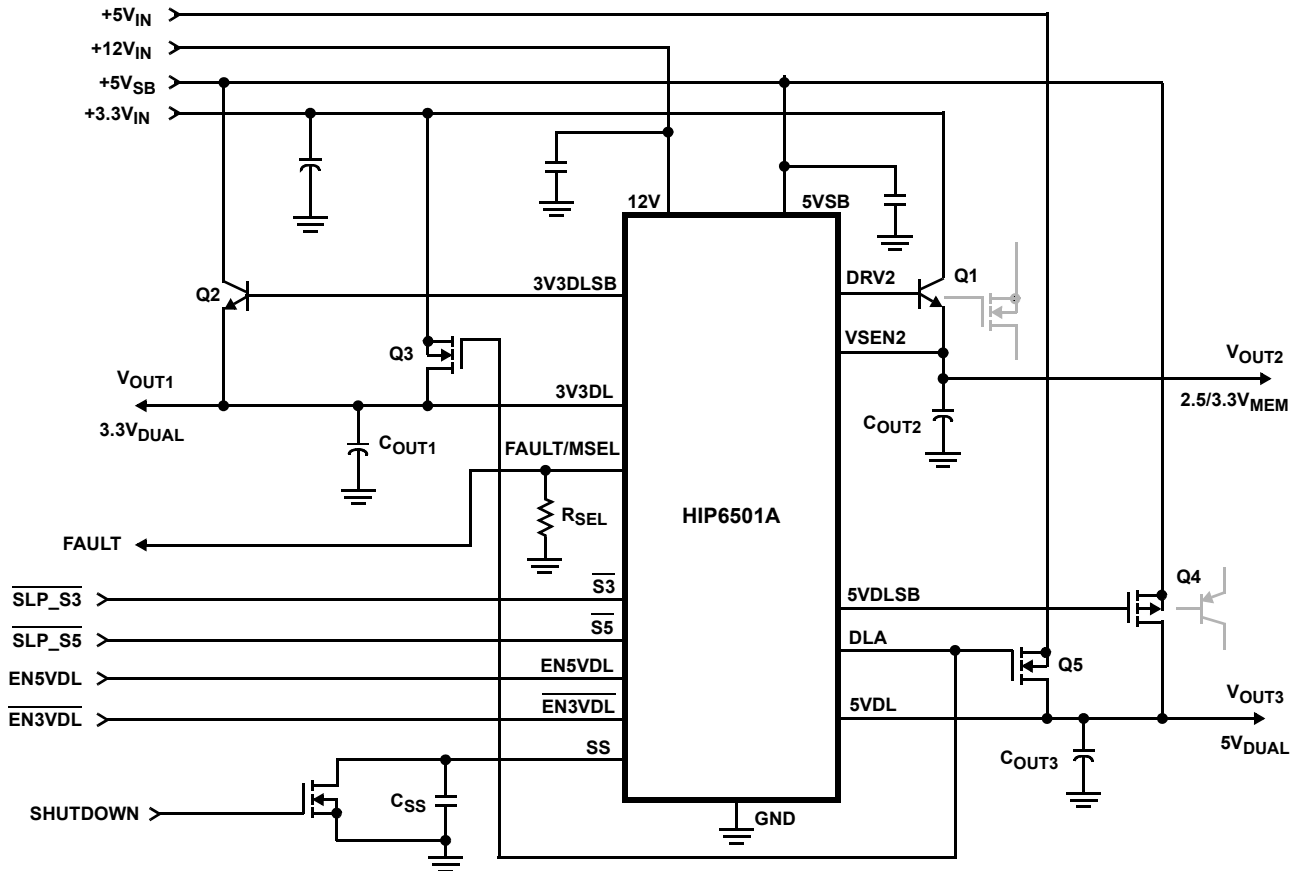 +5VIN
+12VIN
+5VSB
+3.3VIN
12V
5VSB
3V3DLSB
DRV2
Q1
Q2
VSEN2
Q3
VOUT1
3.3VDUAL
3V3DL
VOUT2
2.5/3.3VMEM
COUT1
COUT2
FAULT/MSEL
RSEL
HIP6501A
FAULT
Q4
S3
SLP_S3
5VDLSB
S5
SLP_S5
DLA
Q5
EN5VDL
EN5VDL
EN3VDL
EN3VDL
5VDL
VOUT3
5VDUAL
SS
COUT3
CSS
SHUTDOWN
GND